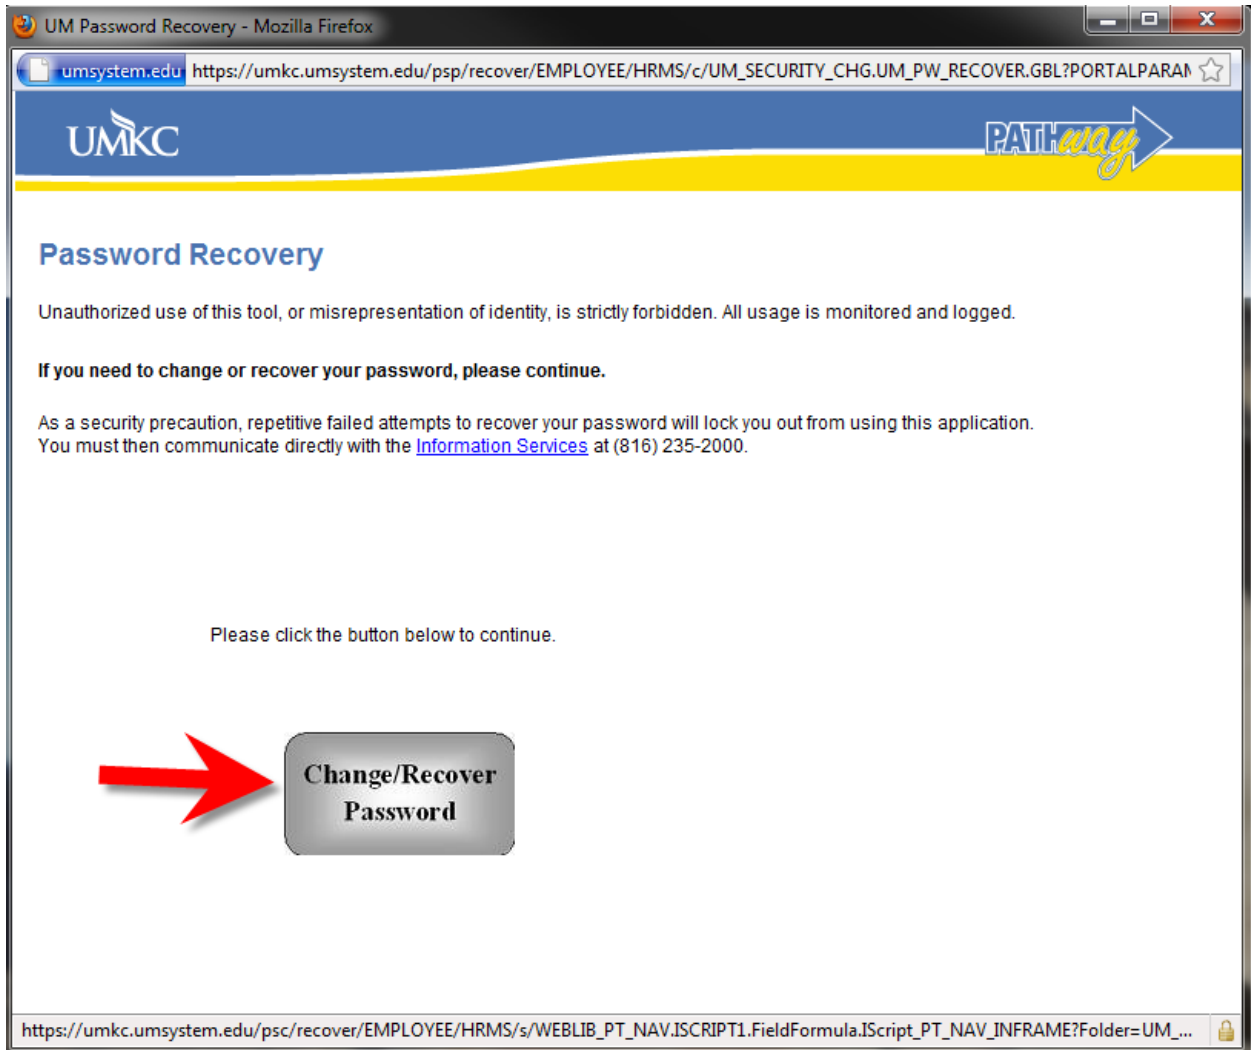 UM Password Recovery - Mozilla Firefox
umsystem.edu https://umkc.umsystem.edu/psp/recover/EMPLOYEE/HRMS/c/UM_SECURITY_CHG.UM_PW_RECOVER.GBL?PORTALPARAM
UMKC
PATHway
Password Recovery
Unauthorized use of this tool, or misrepresentation of identity, is strictly forbidden. All usage is monitored and logged.
If you need to change or recover your password, please continue.
As a security precaution, repetitive failed attempts to recover your password will lock you out from using this application.
You must then communicate directly with the Information Services at (816) 235-2000.
Please click the button below to continue.
Change/Recover
Password
https://umkc.umsystem.edu/psc/recover/EMPLOYEE/HRMS/s/WEBLIB_PT_NAV.ISCRIPT1.FieldFormula.IScript_PT_NAV_INFRAME?Folder=UM_...